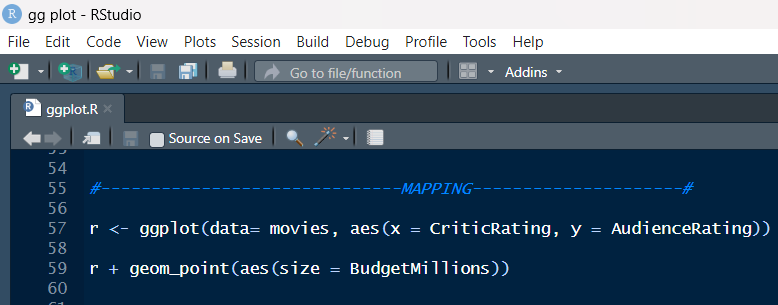 gg plot - RStudio
File Edit Code View Plots Session Build Debug Profile Tools Help
Go to file/function Addins
ggplot.R
Source on Save
54
55 #------------------------------MAPPING---------------------#
56
57 r <- ggplot(data= movies, aes(x = CriticRating, y = AudienceRating))
58
59 r + geom_point(aes(size = BudgetMillions))
60